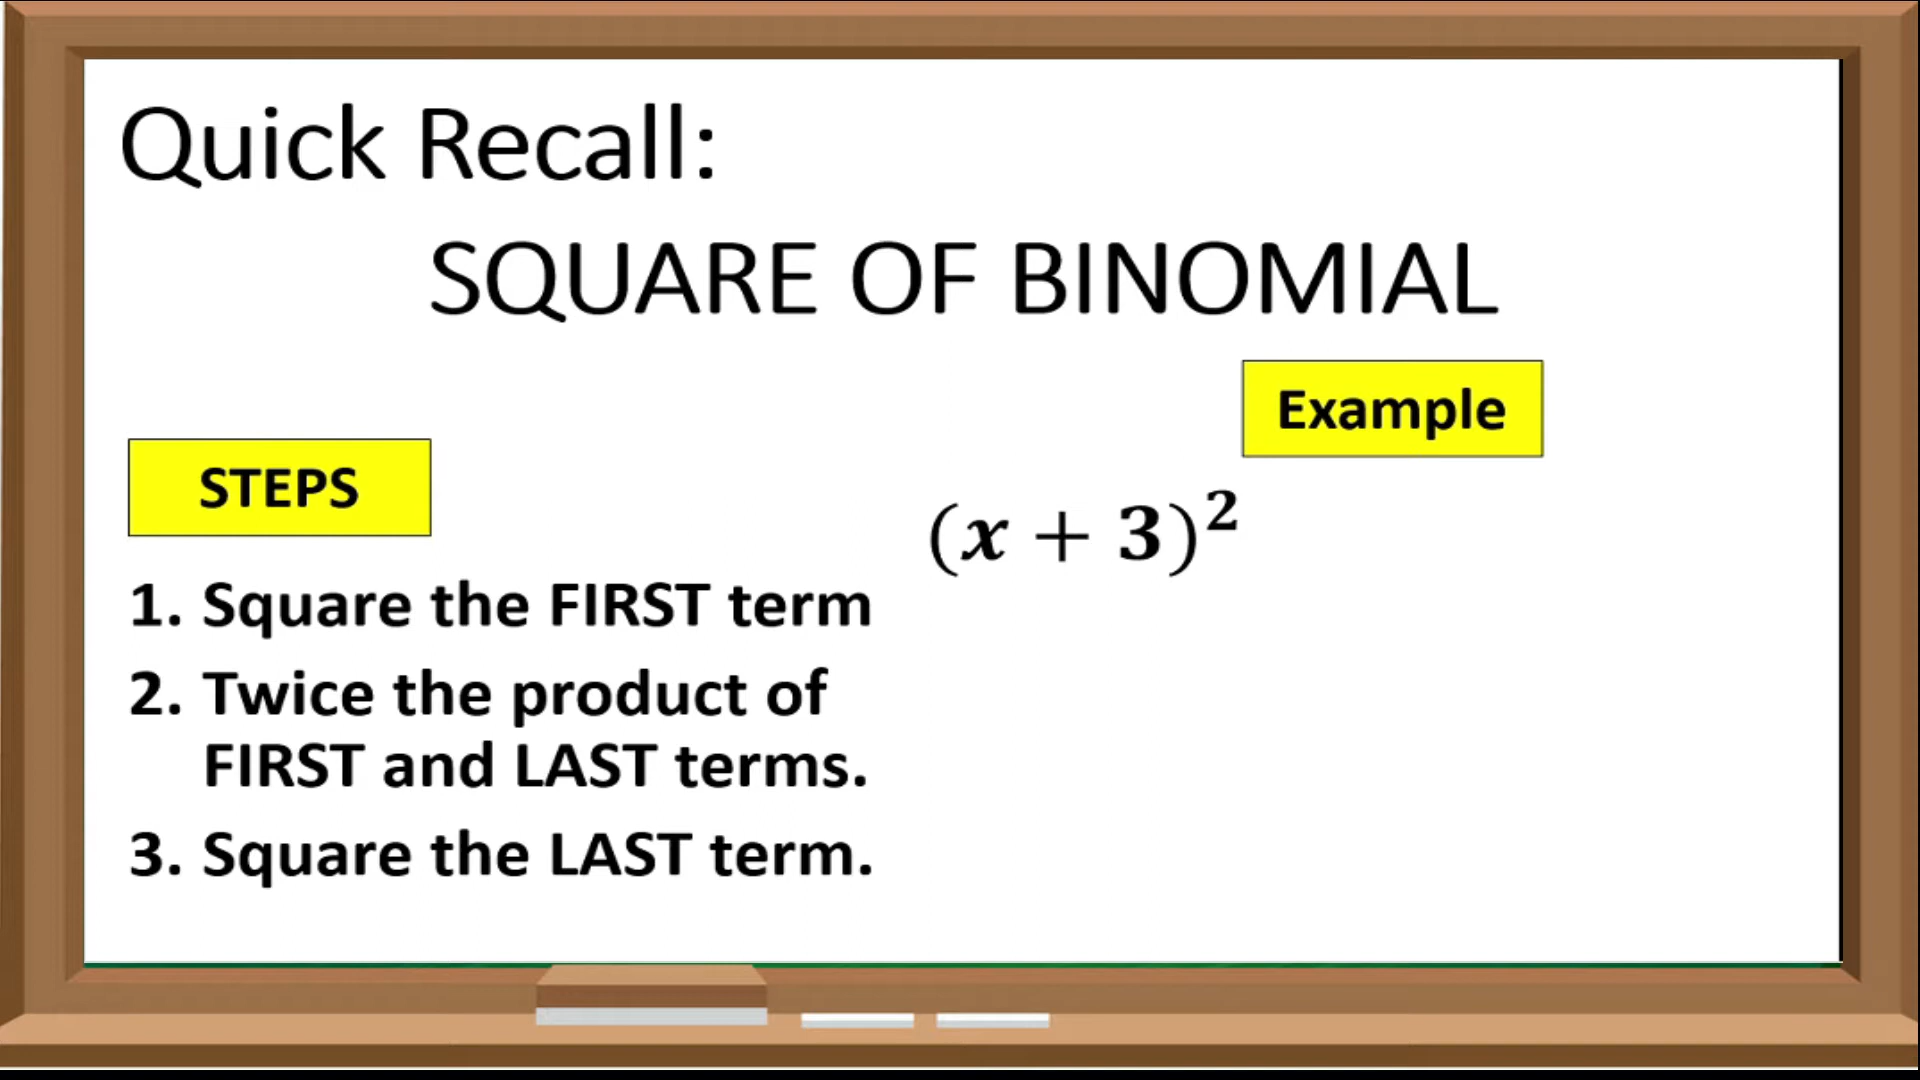 Quick Recall:
SQUARE OF BINOMIAL
Example
STEPS
(x + 3)²
1. Square the FIRST term
2. Twice the product of
FIRST and LAST terms.
3. Square the LAST term.